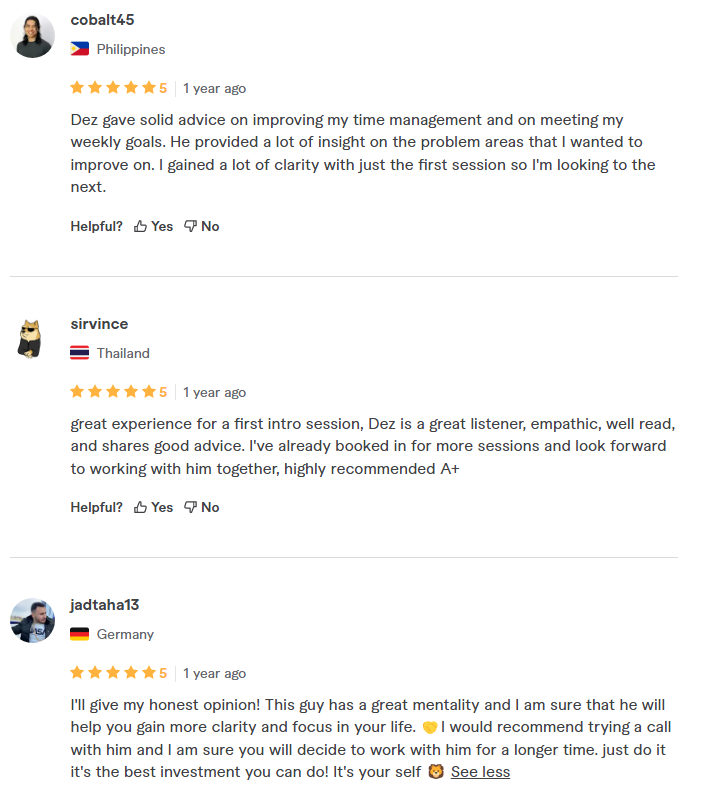 cobalt45
Philippines
5 1 year ago
Dez gave solid advice on improving my time management and on meeting my
weekly goals. He provided a lot of insight on the problem areas that I wanted to
improve on. I gained a lot of clarity with just the first session so I'm looking to the
next.
Helpful? Yes No
sirvince
Thailand
5 1 year ago
great experience for a first intro session, Dez is a great listener, empathic, well read,
and shares good advice. I've already booked in for more sessions and look forward
to working with him together, highly recommended A+
Helpful? Yes No
jadtaha13
Germany
5 1 year ago
I'll give my honest opinion! This guy has a great mentality and I am sure that he will
help you gain more clarity and focus in your life. 🤝 I would recommend trying a call
with him and I am sure you will decide to work with him for a longer time. just do it
it's the best investment you can do! It's your self 🦁 See less